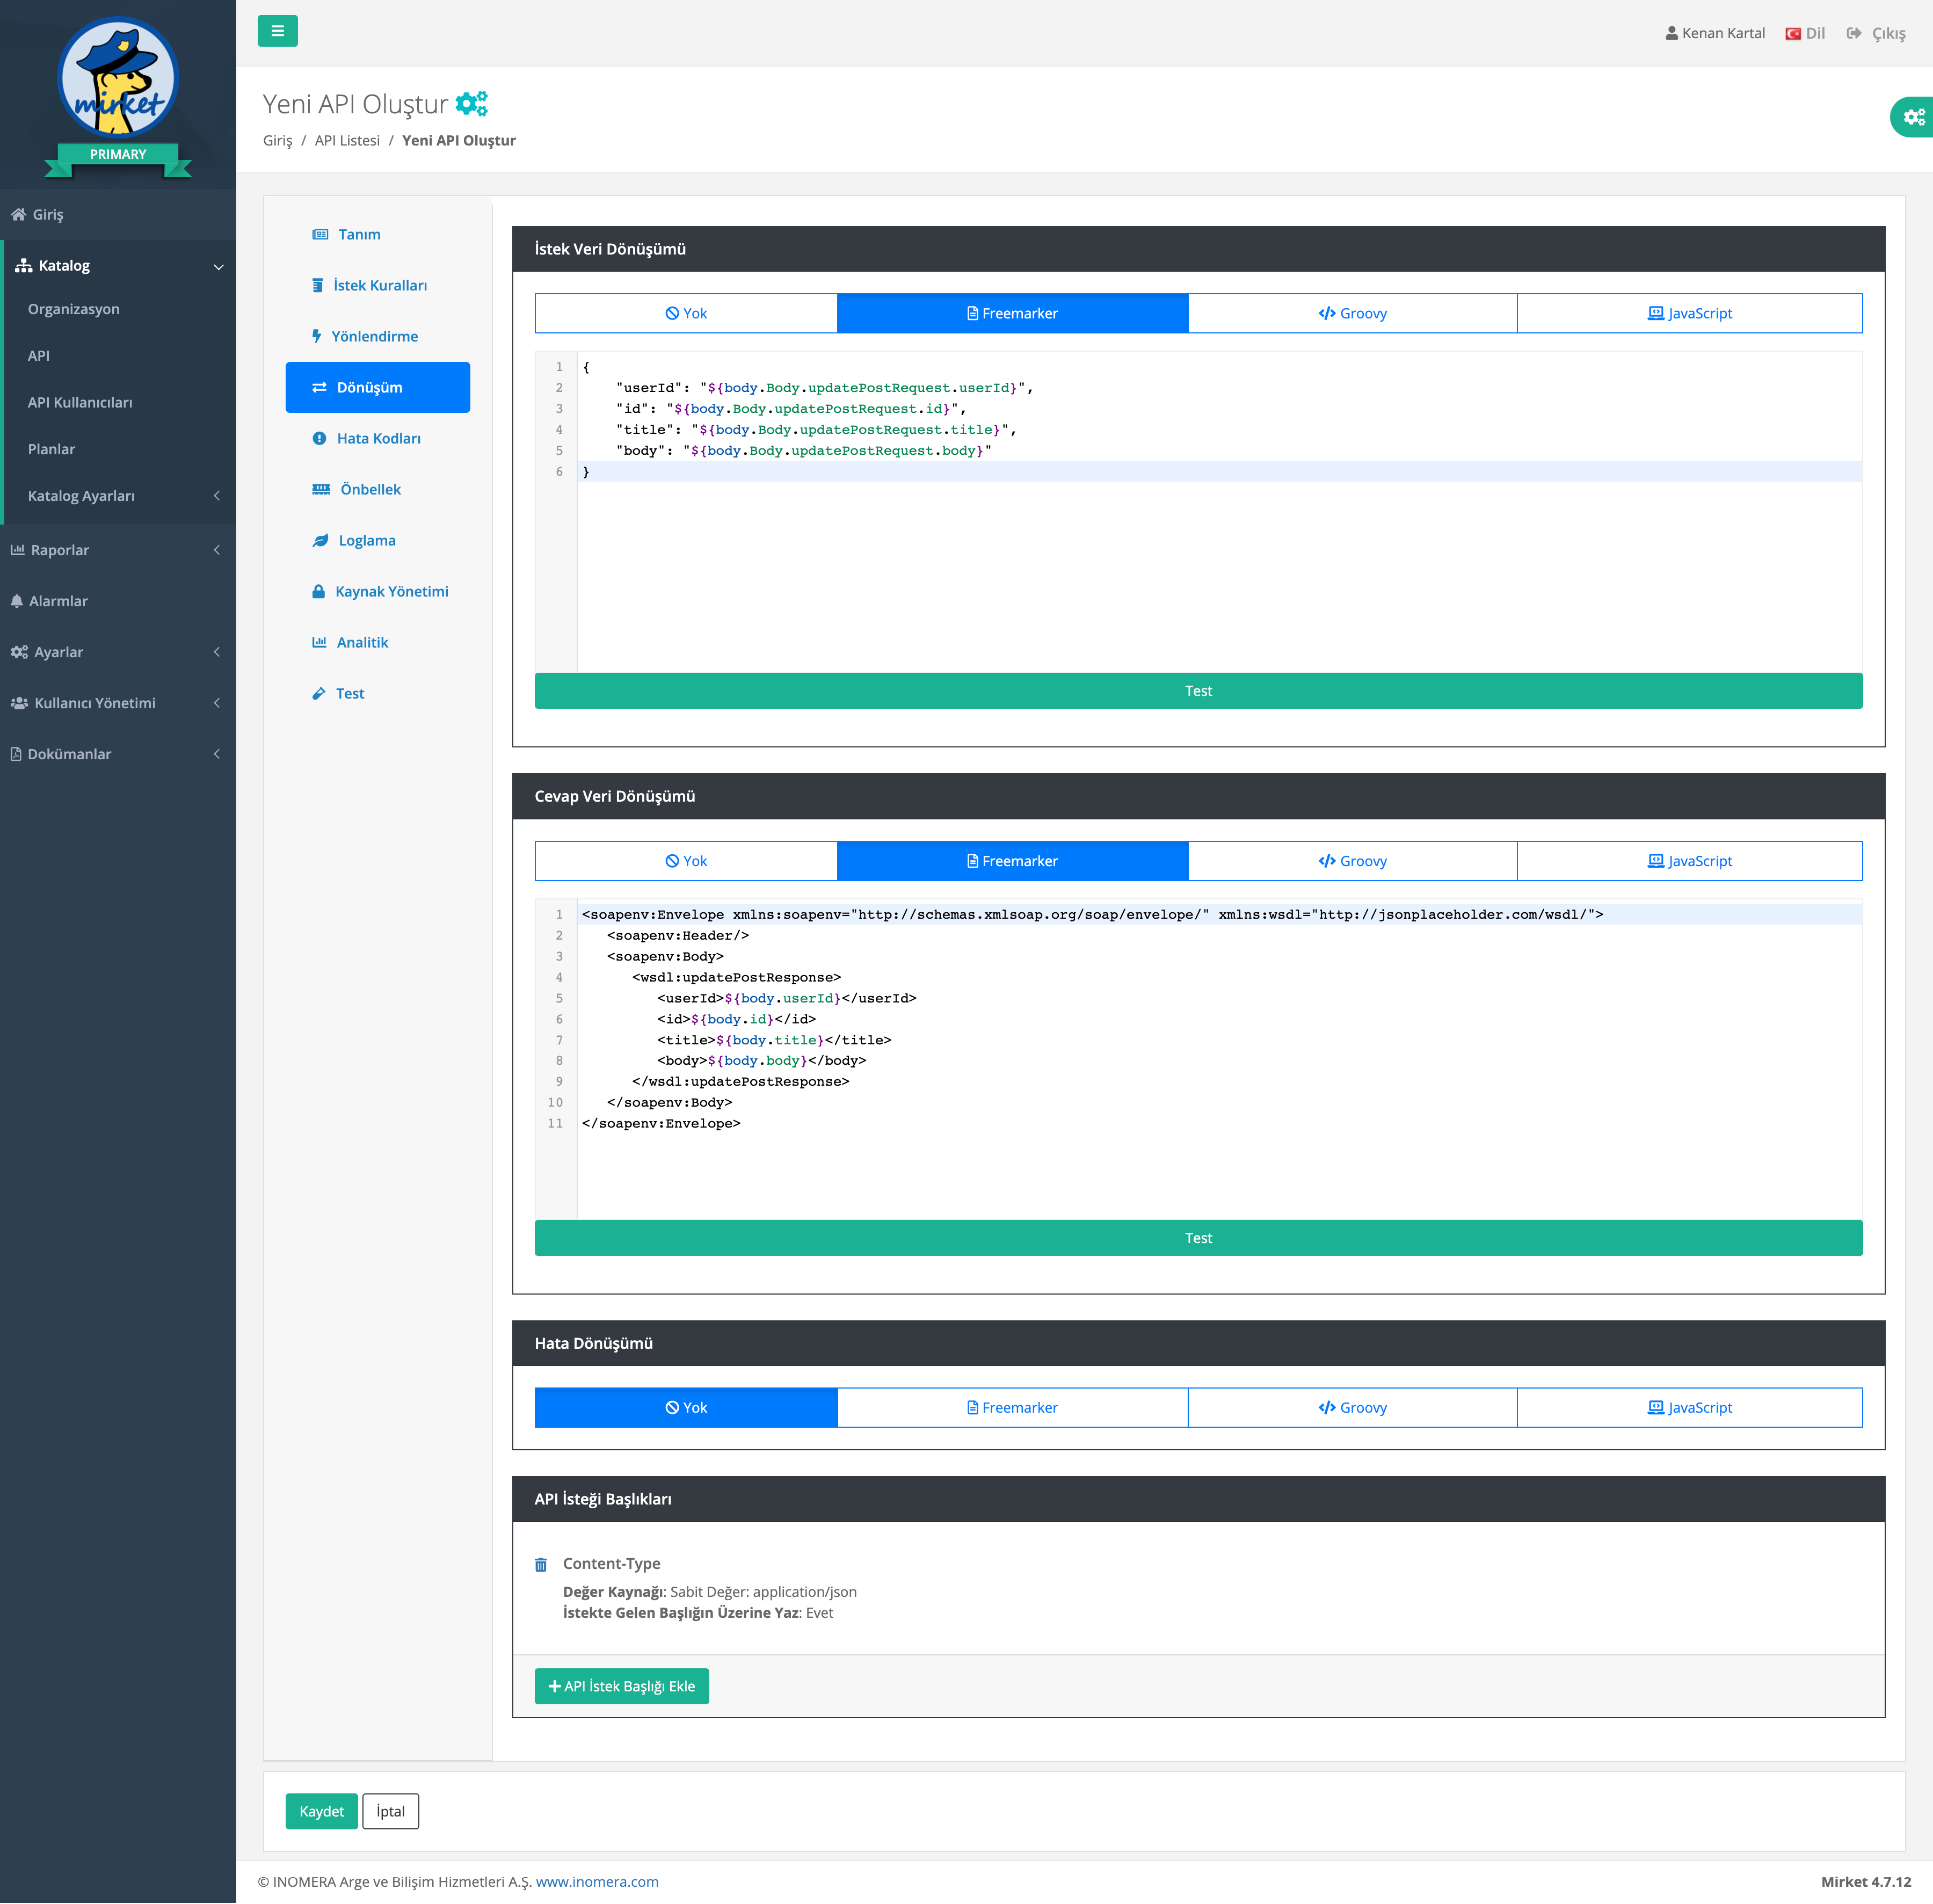 mirket
PRIMARY
Giriş
Katalog
Organizasyon
API
API Kullanıcıları
Planlar
Katalog Ayarları
Raporlar
Alarmlar
Ayarlar
Kullanıcı Yönetimi
Dokümanlar
Kenan Kartal Dil Çıkış
Yeni API Oluştur
Giriş / API Listesi / Yeni API Oluştur
Tanım
İstek Kuralları
Yönlendirme
Dönüşüm
Hata Kodları
Önbellek
Loglama
Kaynak Yönetimi
Analitik
Test
İstek Veri Dönüşümü
Yok Freemarker Groovy JavaScript
1 {
2 "userId": "${body.Body.updatePostRequest.userId}",
3 "id": "${body.Body.updatePostRequest.id}",
4 "title": "${body.Body.updatePostRequest.title}",
5 "body": "${body.Body.updatePostRequest.body}"
6 }
Test
Cevap Veri Dönüşümü
Yok Freemarker Groovy JavaScript
1 <soapenv:Envelope xmlns:soapenv="http://schemas.xmlsoap.org/soap/envelope/" xmlns:wsdl="http://jsonplaceholder.com/wsdl/">
2 <soapenv:Header/>
3 <soapenv:Body>
4 <wsdl:updatePostResponse>
5 <userId>${body.userId}</userId>
6 <id>${body.id}</id>
7 <title>${body.title}</title>
8 <body>${body.body}</body>
9 </wsdl:updatePostResponse>
10 </soapenv:Body>
11 </soapenv:Envelope>
Test
Hata Dönüşümü
Yok Freemarker Groovy JavaScript
API İsteği Başlıkları
Content-Type
Değer Kaynağı: Sabit Değer: application/json
İstekte Gelen Başlığın Üzerine Yaz: Evet
API İstek Başlığı Ekle
Kaydet İptal
© INOMERA Arge ve Bilişim Hizmetleri A.Ş. www.inomera.com
Mirket 4.7.12